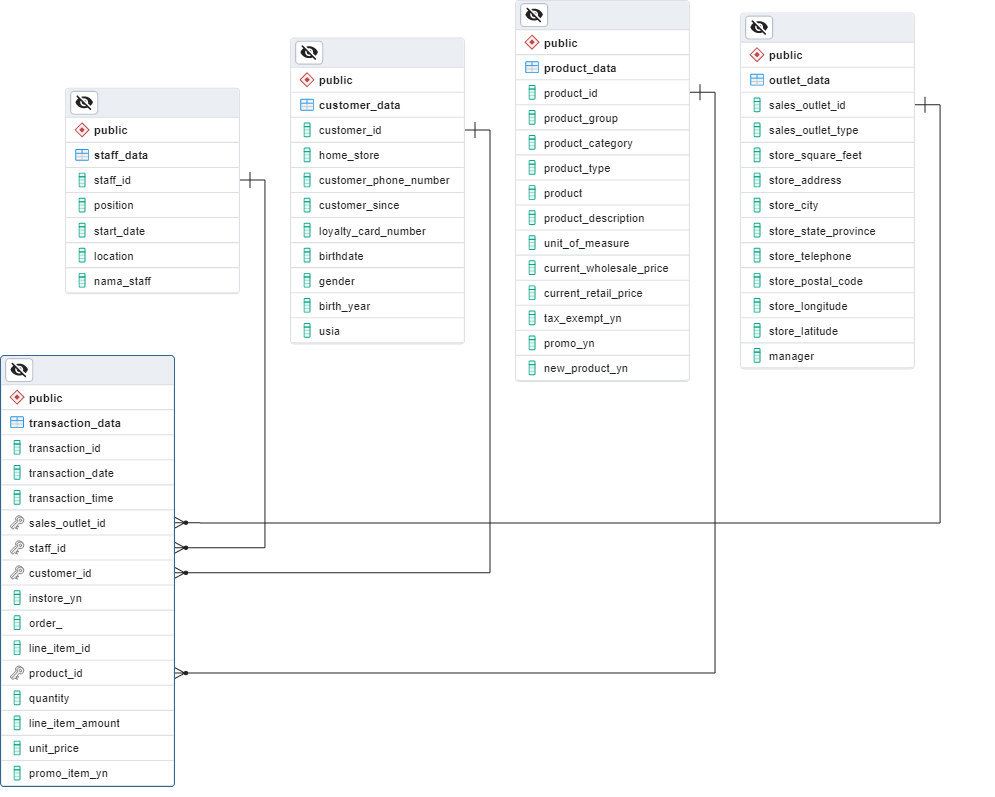 public
staff_data
staff_id
position
start_date
location
nama_staff
public
customer_data
customer_id
home_store
customer_phone_number
customer_since
loyalty_card_number
birthdate
gender
birth_year
usia
public
product_data
product_id
product_group
product_category
product_type
product
product_description
unit_of_measure
current_wholesale_price
current_retail_price
tax_exempt_yn
promo_yn
new_product_yn
public
outlet_data
sales_outlet_id
sales_outlet_type
store_square_feet
store_address
store_city
store_state_province
store_telephone
store_postal_code
store_longitude
store_latitude
manager
public
transaction_data
transaction_id
transaction_date
transaction_time
sales_outlet_id
staff_id
customer_id
instore_yn
order_
line_item_id
product_id
quantity
line_item_amount
unit_price
promo_item_yn